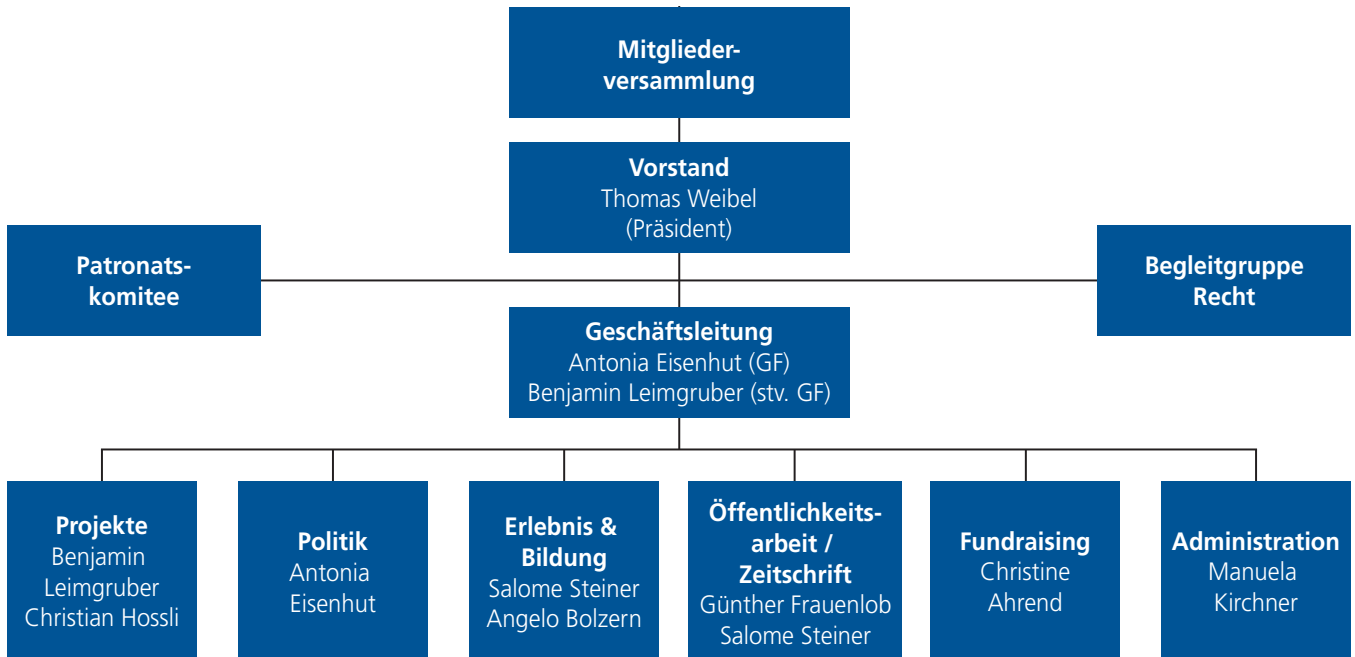 Mitglieder-
versammlung
Vorstand
Thomas Weibel
(Präsident)
Patronats-
komitee
Begleitgruppe
Recht
Geschäftsleitung
Antonia Eisenhut (GF)
Benjamin Leimgruber (stv. GF)
Projekte
Benjamin
Leimgruber
Christian Hossli
Politik
Antonia
Eisenhut
Erlebnis &
Bildung
Salome Steiner
Angelo Bolzern
Öffentlichkeits-
arbeit /
Zeitschrift
Günther Frauenlob
Salome Steiner
Fundraising
Christine
Ahrend
Administration
Manuela
Kirchner